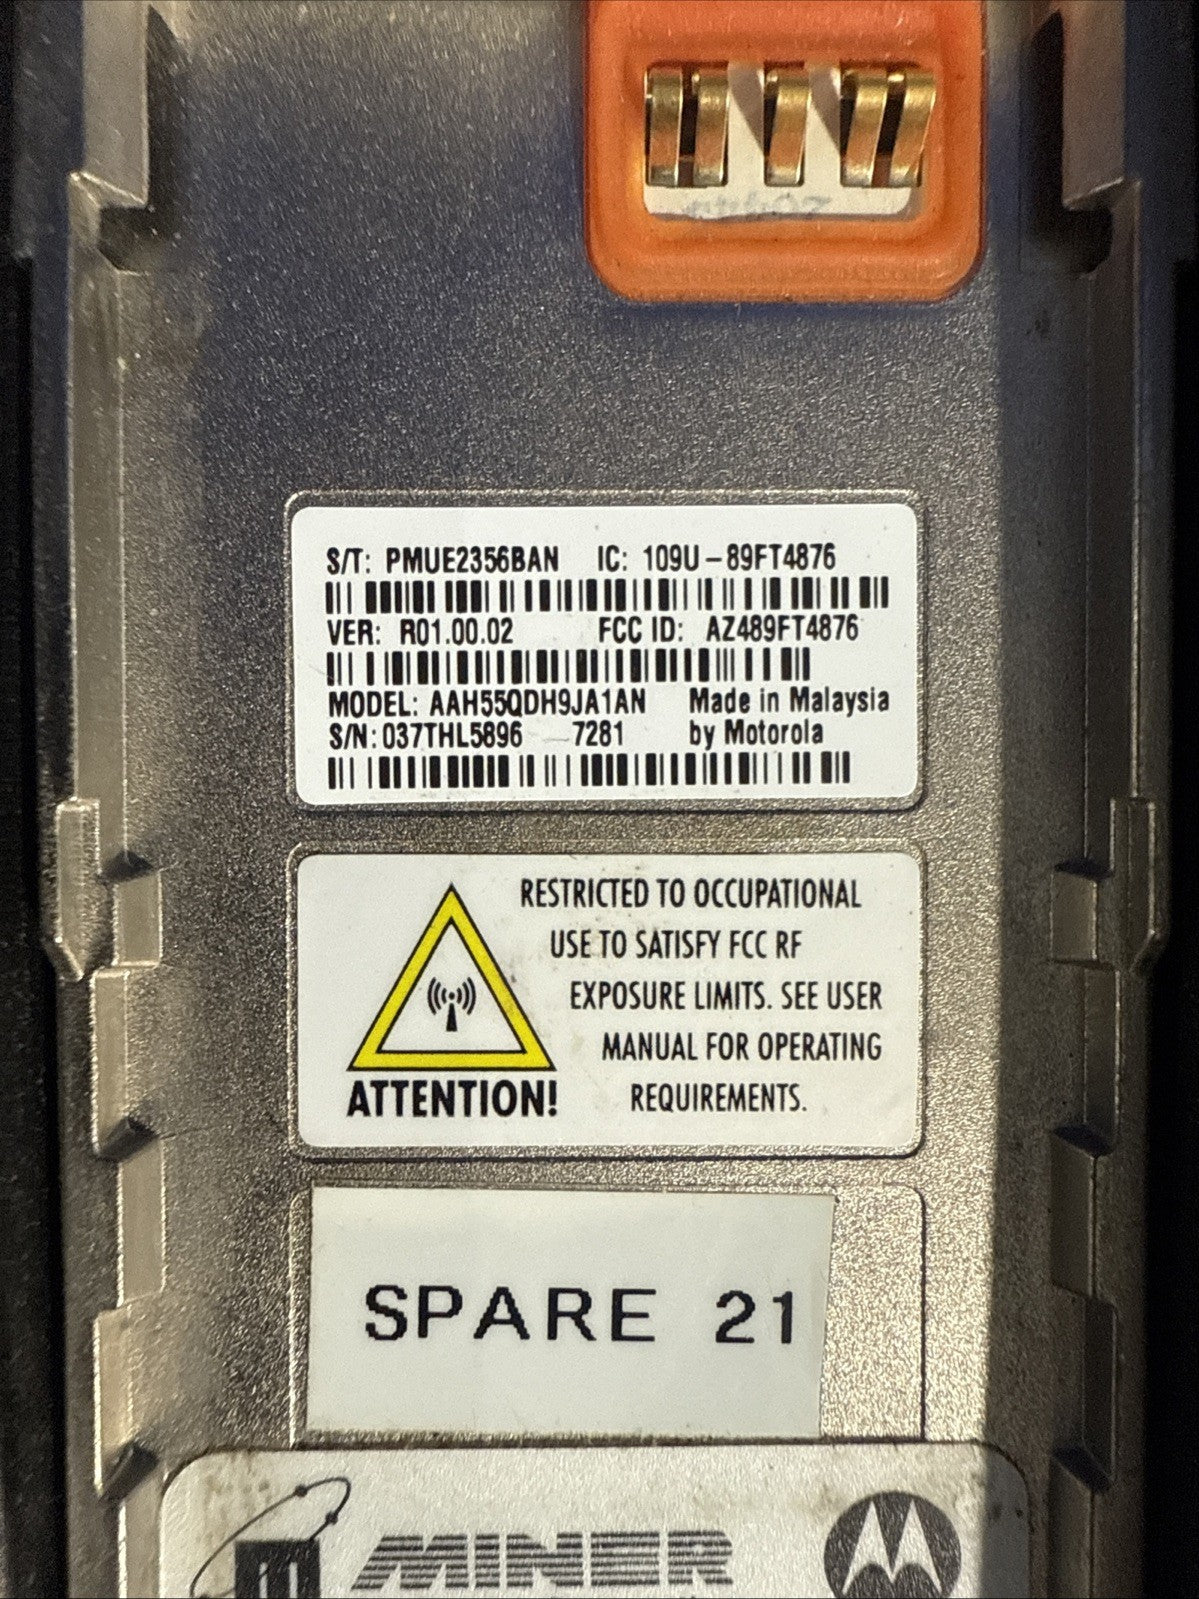 S/T: PMUE2356BAN IC: 109U-89FT4876
VER: R01.00.02 FCC ID: AZ489FT4876
MODEL: AAH55QDH9JA1AN Made in Malaysia
S/N: 037THL5896 7281 by Motorola
RESTRICTED TO OCCUPATIONAL
USE TO SATISFY FCC RF
EXPOSURE LIMITS. SEE USER
MANUAL FOR OPERATING
REQUIREMENTS.
ATTENTION!
SPARE 21
MINER